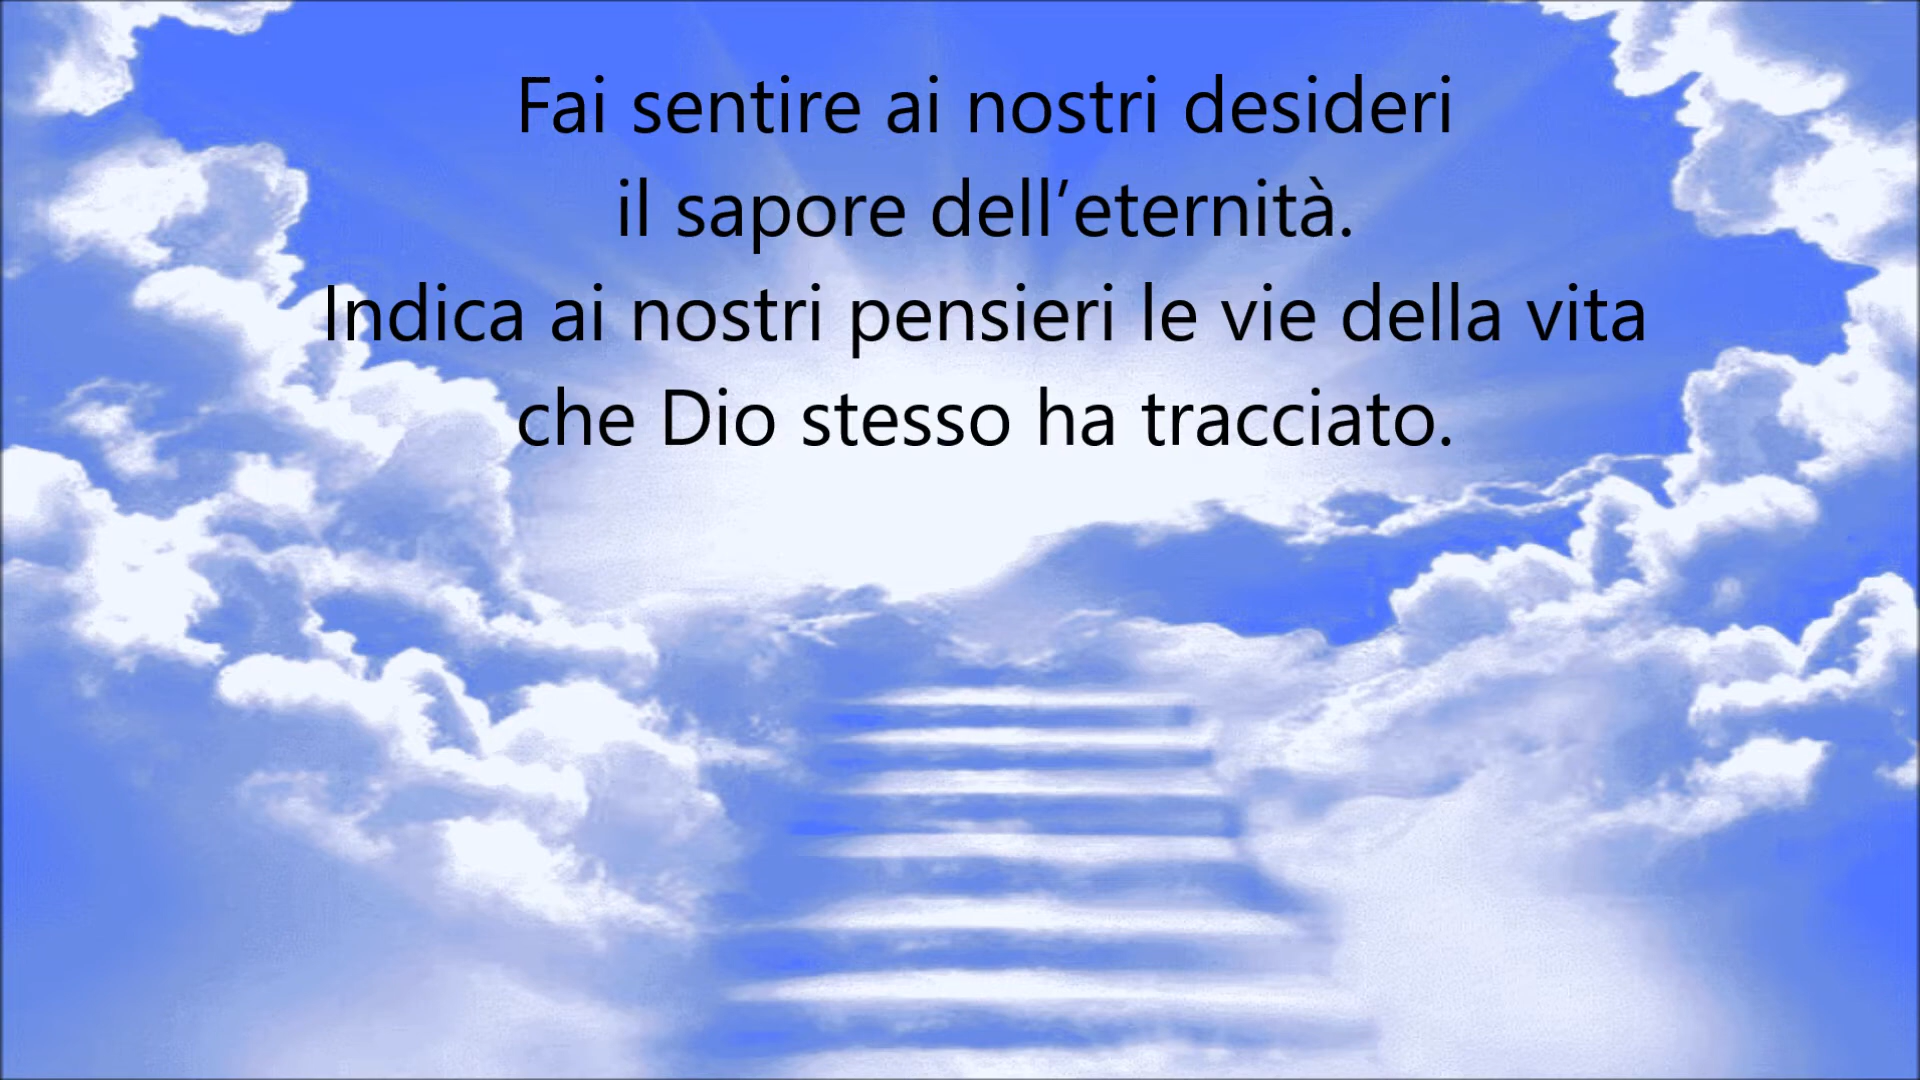 Fai sentire ai nostri desideri
il sapore dell’eternità.
Indica ai nostri pensieri le vie della vita
che Dio stesso ha tracciato.